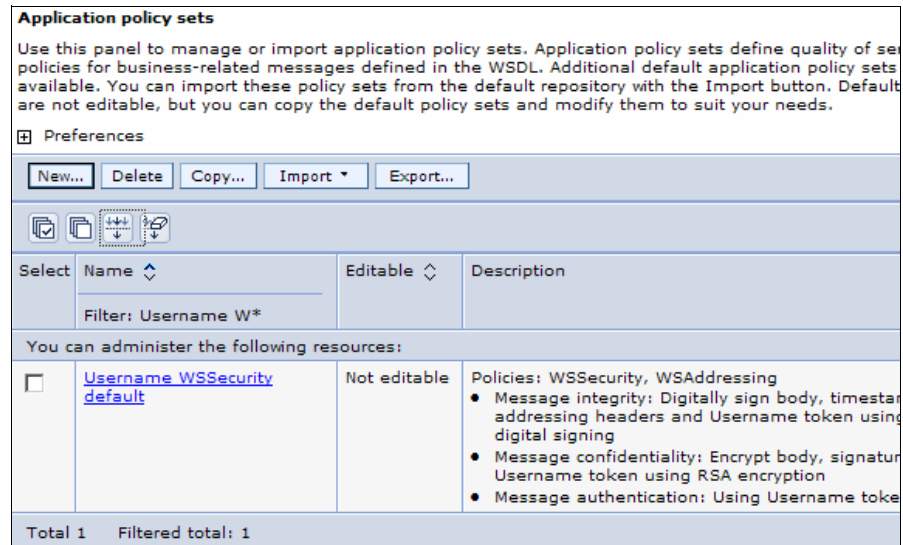 Application policy sets
Use this panel to manage or import application policy sets. Application policy sets define quality of
policies for business-related messages defined in the WSDL. Additional default application policy sets
available. You can import these policy sets from the default repository with the Import button. Default
are not editable, but you can copy the default policy sets and modify them to suit your needs.
Preferences
New... Delete Copy... Import Export...
Select Name Editable Description
Filter: Username W*
You can administer the following resources:
Username WSSecurity default Not editable Policies: WSSecurity, WSAddressing
Message integrity: Digitally sign body,
addressing headers and Username token using
digital signing
Message confidentiality: Encrypt body,
Username token using RSA encryption
Message authentication: Using Username
Total 1 Filtered total: 1